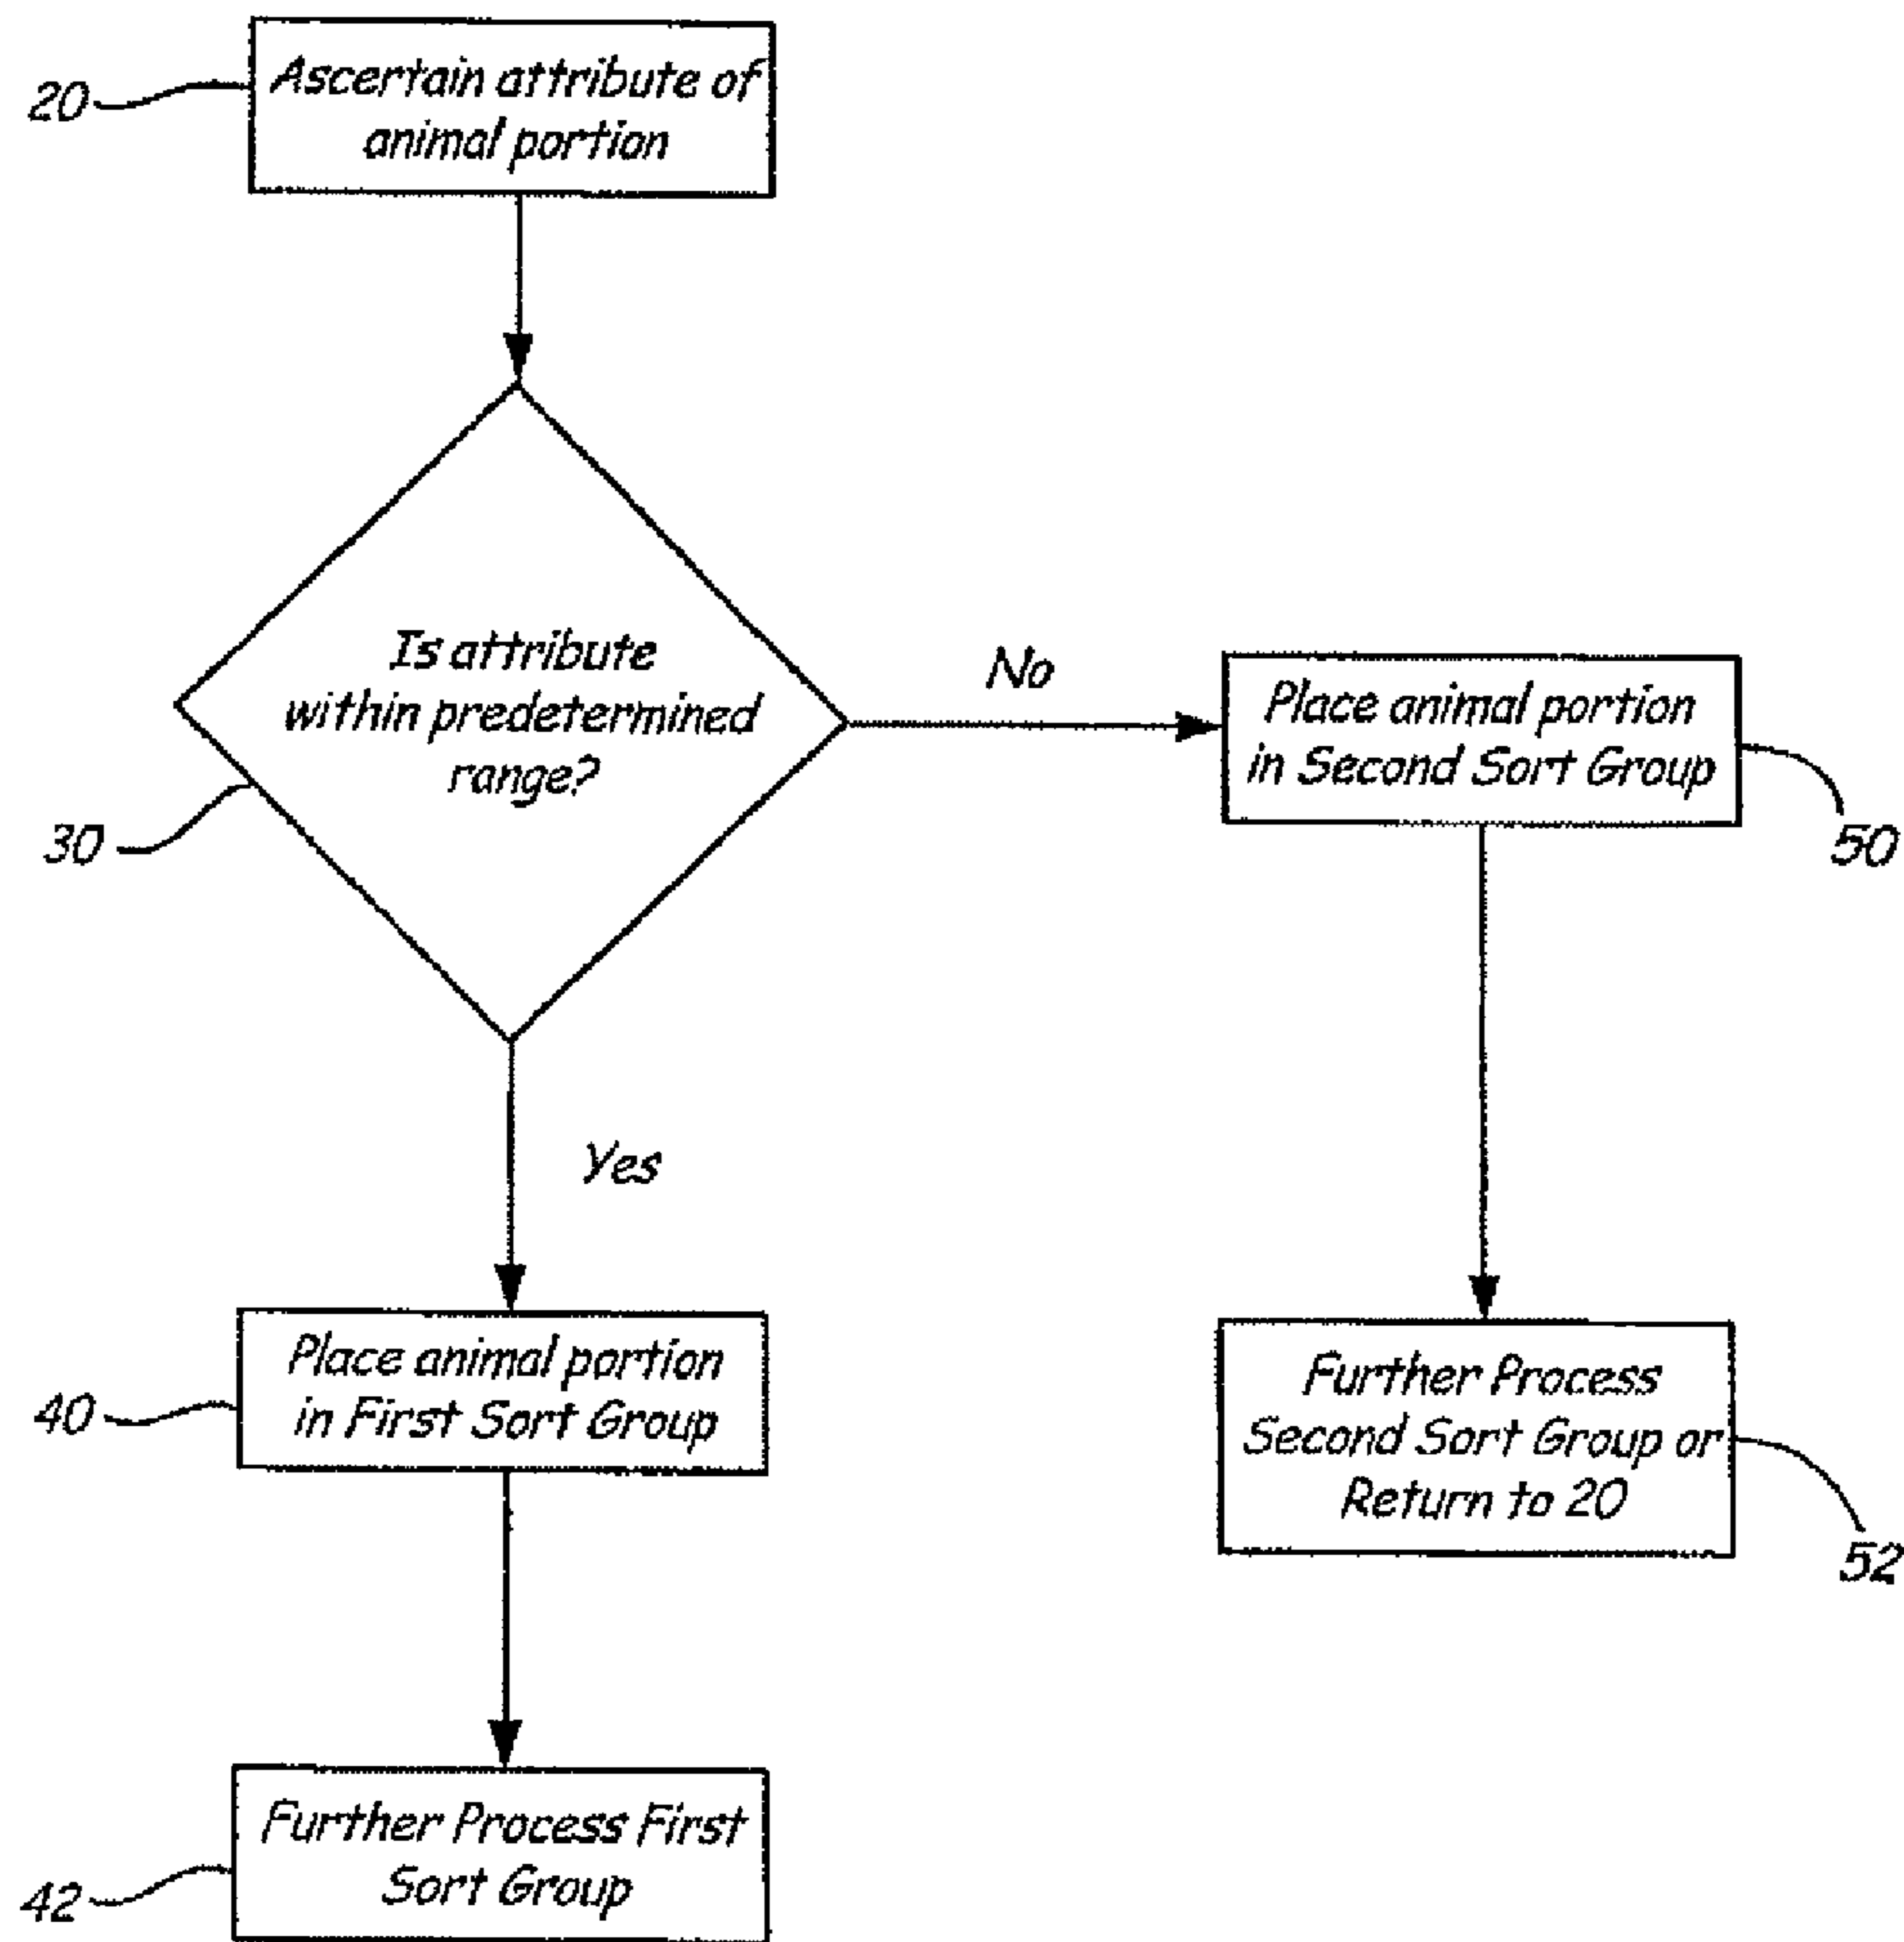 20
Ascertain attribute of
animal portion
Is attribute
within predetermined
range?
30
No
Place animal portion
in Second Sort Group
50
Yes
40
Place animal portion
in First Sort Group
Further Process
Second Sort Group or
Return to 20
52
42
Further Process First
Sort Group